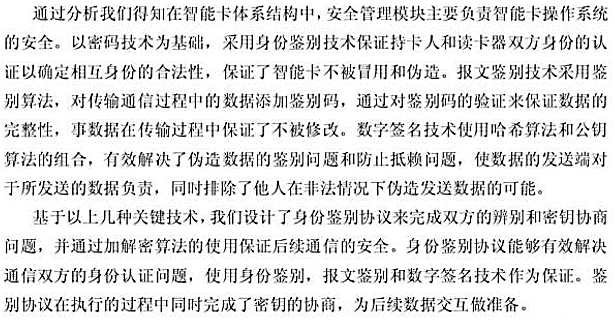 通过分析我们得知在智能卡体系结构中，安全管理模块主要负责智能卡操作系统
的安全。以密码技术为基础，采用身份鉴别技术保证持卡人和读卡器双方身份的认
证以确定相互身份的合法性，保证了智能卡不被冒用和伪造。报文鉴别技术采用鉴
别算法，对传输通信过程中的数据添加鉴别码，通过对鉴别码的验证来保证数据的
完整性，事数据在传输过程中保证了不被修改。数字签名技术使用哈希算法和公钥
算法的组合，有效解决了伪造数据的鉴别问题和防止抵赖问题，使数据的发送端对
于所发送的数据负责，同时排除了他人在非法情况下伪造发送数据的可能。
基于以上几种关键技术，我们设计了身份鉴别协议来完成双方的辨别和密钥协商
问题，并通过加解密算法的使用保证后续通信的安全。身份鉴别协议能够有效解决
通信双方的身份认证问题，使用身份鉴别，报文鉴别和数字签名技术作为保证。鉴
别协议在执行的过程中同时完成了密钥的协商，为后续数据交互做准备。